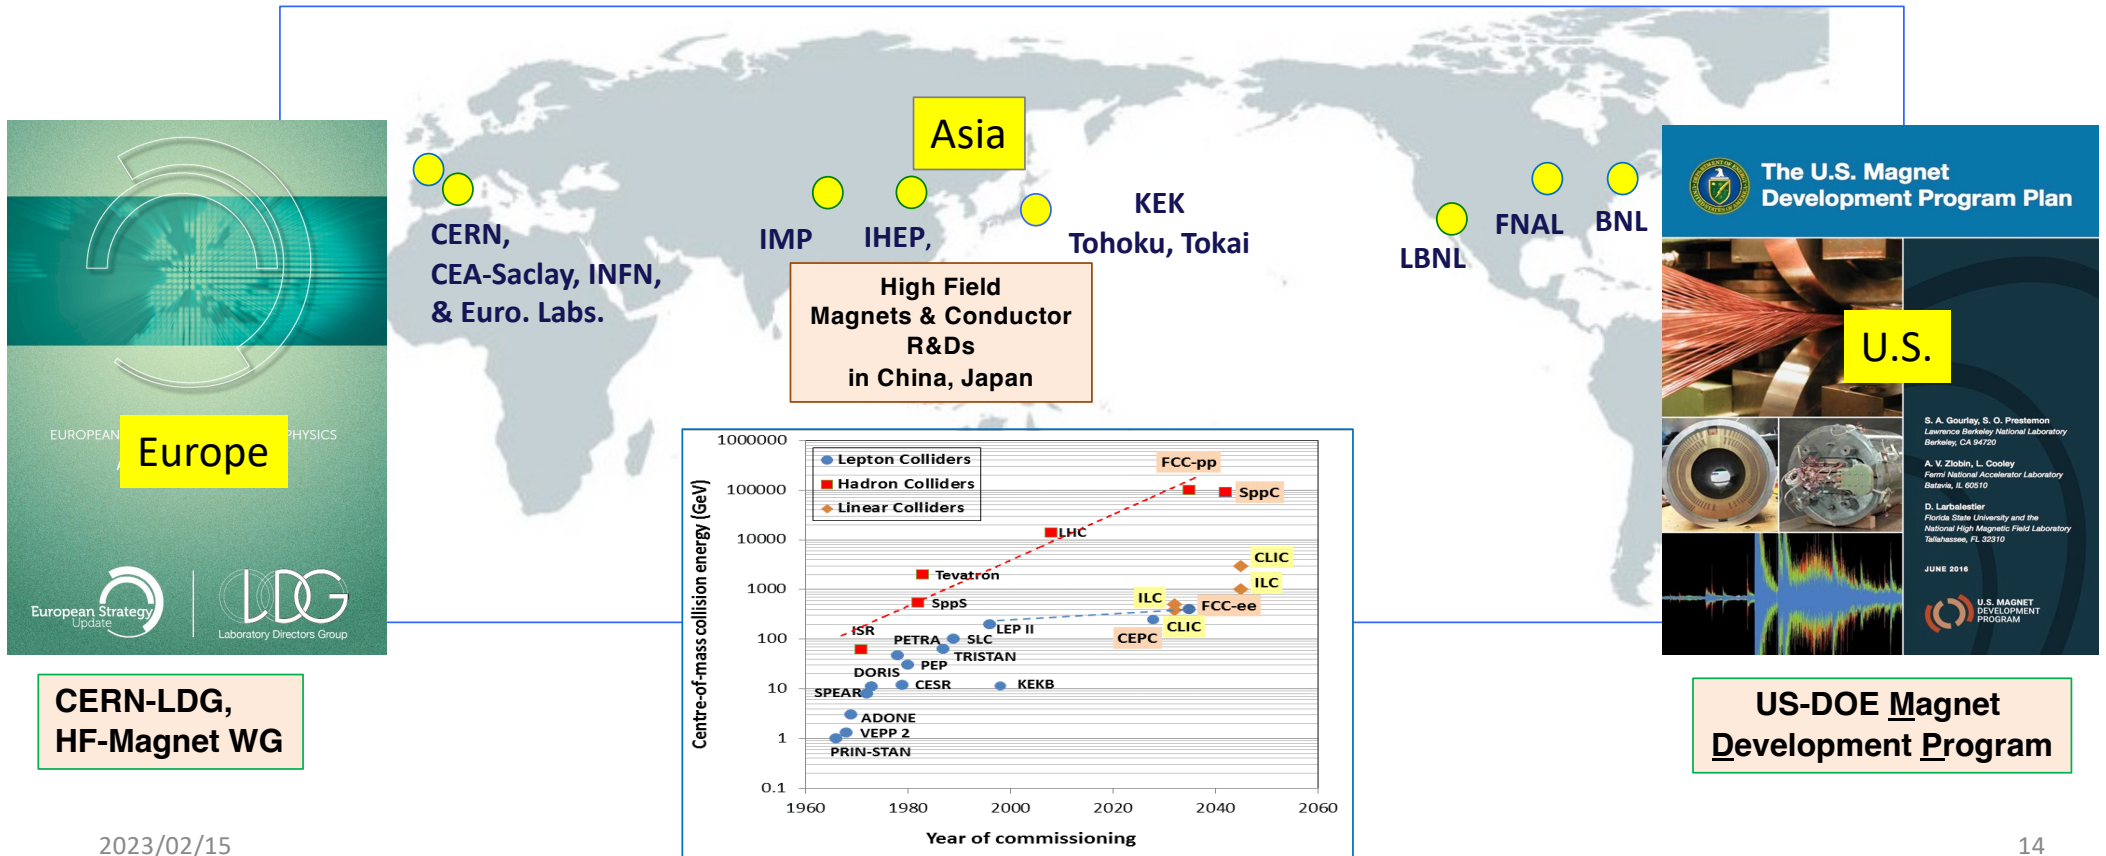 Asia
CERN,
CEA-Saclay, INFN,
& Euro. Labs.
IMP
IHEP,
KEK
Tohoku, Tokai
LBNL
FNAL
BNL
High Field
Magnets & Conductor
R&Ds
in China, Japan
EUROPEAN
PHYSICS
Europe
European Strategy
Update
LDG
Laboratory Directors Group
CERN-LDG,
HF-Magnet WG
The U.S. Magnet
Development Program Plan
U.S.
S. A. Gourlay, S. O. Prestemon
Lawrence Berkeley National Laboratory
Berkeley, CA 94720
A. V. Zlobin, L. Cooley
Fermi National Accelerator Laboratory
Batavia, IL 60510
D. Larbalestier
Florida State University and the
National High Magnetic Field Laboratory
Tallahassee, FL 32310
JUNE 2016
U.S. MAGNET
DEVELOPMENT
PROGRAM
US-DOE Magnet
Development Program
Centre-of-mass collision energy (GeV)
1000000
100000
10000
1000
100
10
1
0.1
Lepton Colliders
Hadron Colliders
Linear Colliders
FCC-pp
SppC
LHC
CLIC
Tevatron
ILC
ILC
SppS
FCC-ee
CLIC
ISR
LEP II
CEPC
PETRA
SLC
TRISTAN
PEP
DORIS
CESR
KEKB
SPEAR
ADONE
VEPP 2
PRIN-STAN
1960
1980
2000
2020
2040
2060
Year of commissioning
2023/02/15
14